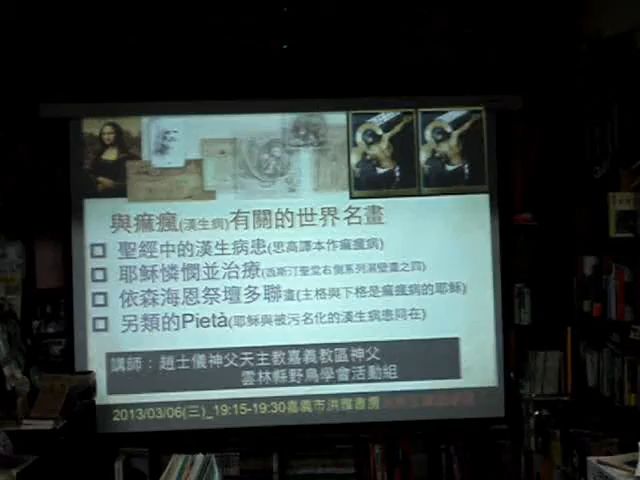 與癩瘋(漢生病)有關的世界名畫
聖經中的漢生病患(思高譯本作癩瘋病)
耶穌憐憫並治療(西斯汀聖堂右側系列濕壁畫之四)
依森海恩祭壇多聯畫(主格與下格是癩瘋病的耶穌)
另類的Pietà(耶穌與被污名化的漢生病患同在)
講師：趙士儀神父天主教嘉義教區神父
雲林縣野鳥學會活動組
2013/03/06(三)_19:15-19:30嘉義市洪雅書房